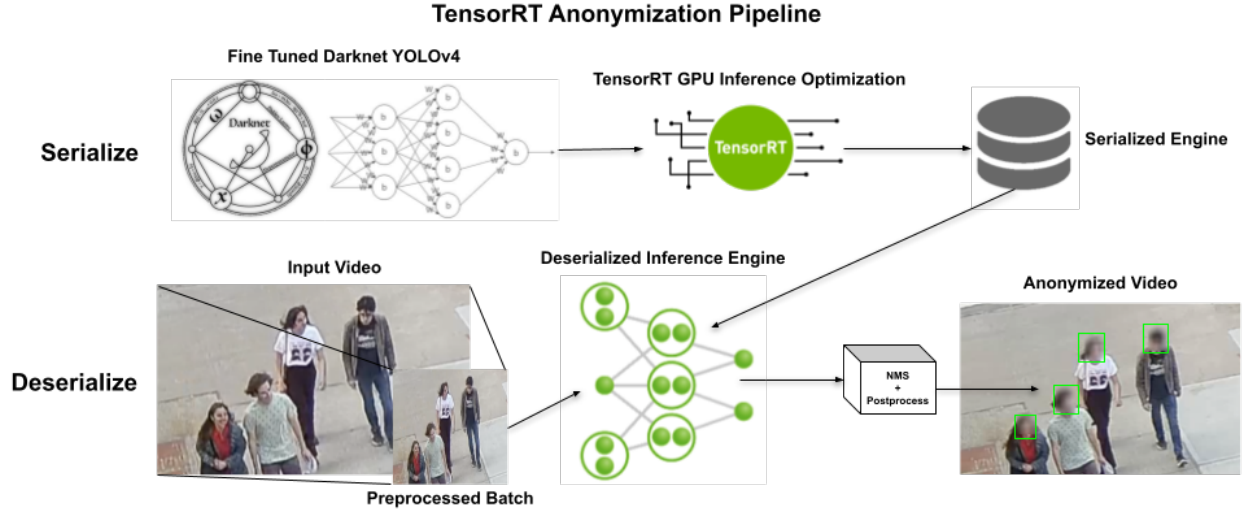 TensorRT Anonymization Pipeline
Fine Tuned Darknet YOLOv4
TensorRT GPU Inference Optimization
Serialize
ω
Darknet
ϕ
x
w
b
b
b
b
b
b
b
TensorRT
Serialized Engine
Input Video
Deserialized Inference Engine
Anonymized Video
Deserialize
NMS
+
Postprocess
Preprocessed Batch